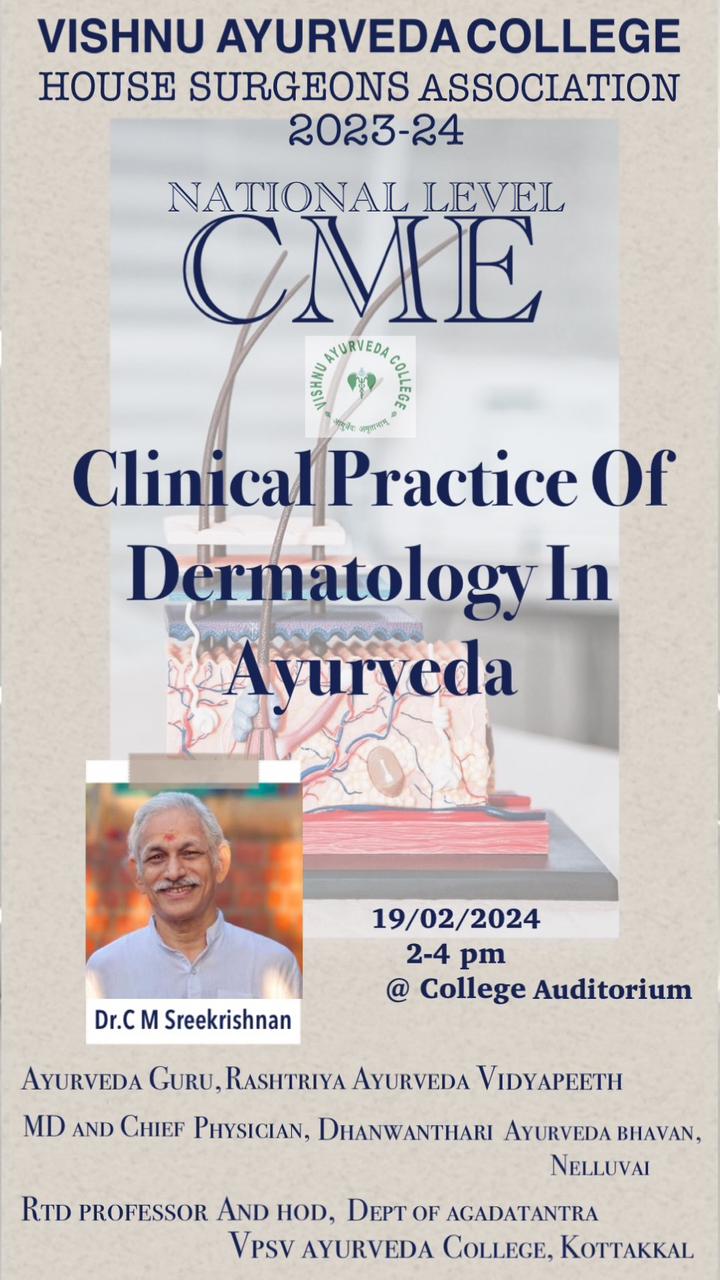 VISHNU AYURVEDA COLLEGE
HOUSE SURGEONS ASSOCIATION
2023-24
NATIONAL LEVEL
CME
VISHNU AYURVEDA COLLEGE
आयुर्वेदः अमृतानाम्
Clinical Practice Of
Dermatology In
Ayurveda
19/02/2024
2-4 pm
@ College Auditorium
Dr.C M Sreekrishnan
AYURVEDA GURU, RASHTRIYA AYURVEDA VIDYAPEETH
MD AND CHIEF PHYSICIAN, DHANWANTHARI AYURVEDA BHAVAN,
NELLUVAI
RTD PROFESSOR AND HOD, DEPT OF AGADATANTRA
VPSV AYURVEDA COLLEGE, KOTTAKKAL